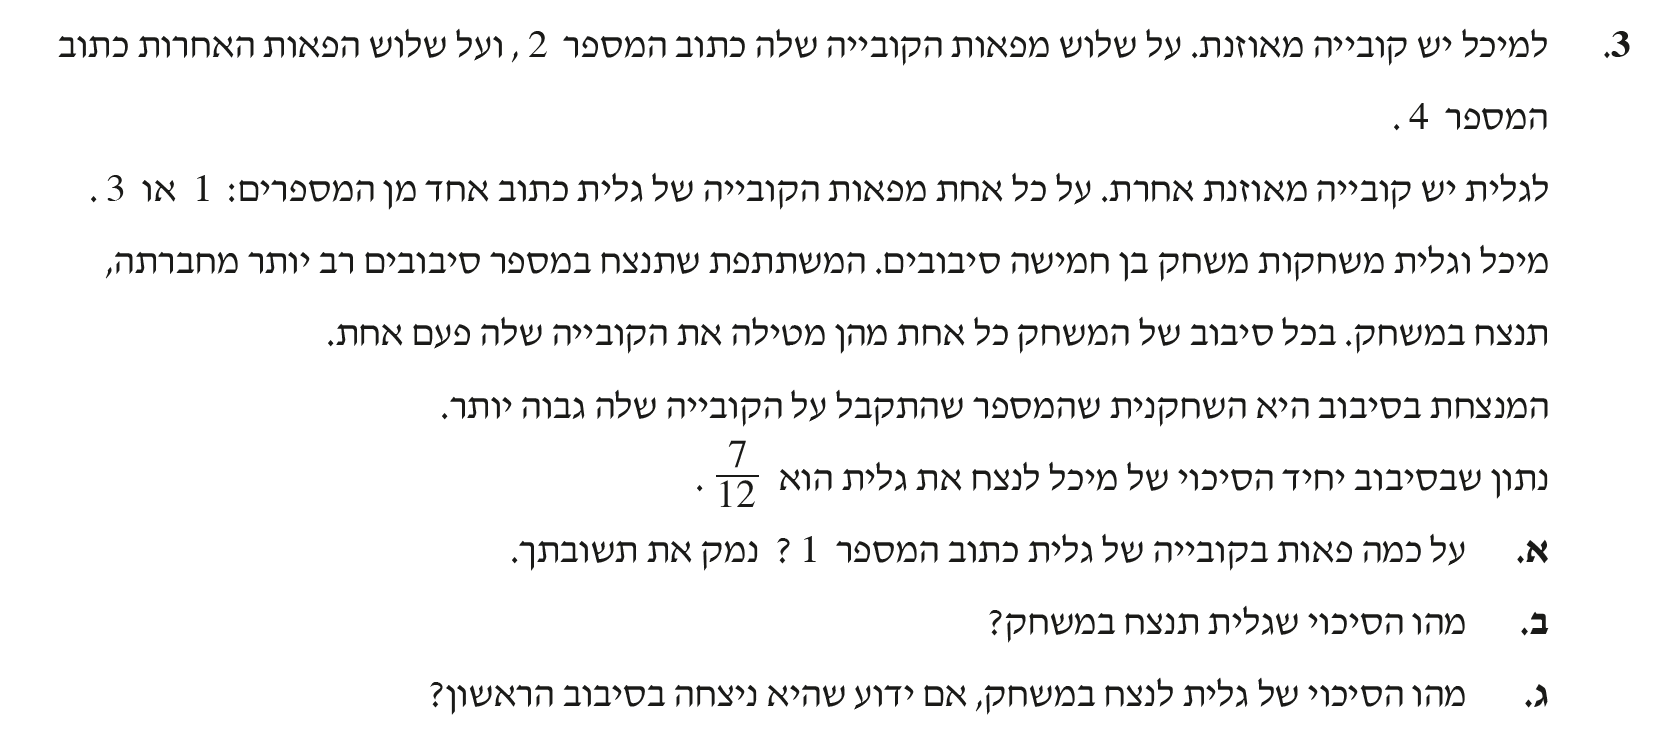 3. למיכל יש קובייה מאוזנת. על שלוש מפאות הקובייה שלה כתוב המספר 2 , ועל שלוש הפאות האחרות כתוב
המספר 4 .
לגלית יש קובייה מאוזנת אחרת. על כל אחת מפאות הקובייה של גלית כתוב אחד מן המספרים: 1 או 3 .
מיכל וגלית משחקות משחק בן חמישה סיבובים. המשתתפת שתנצח במספר סיבובים רב יותר מחברתה,
תנצח במשחק. בכל סיבוב של המשחק כל אחת מהן מטילה את הקובייה שלה פעם אחת.
המנצחת בסיבוב היא השחקנית שהמספר שהתקבל על הקובייה שלה גבוה יותר.
נתון שבסיבוב יחיד הסיכוי של מיכל לנצח את גלית הוא 7/12 .
א. על כמה פאות בקובייה של גלית כתוב המספר 1 ? נמק את תשובתך.
ב. מהו הסיכוי שגלית תנצח במשחק?
ג. מהו הסיכוי של גלית לנצח במשחק, אם ידוע שהיא ניצחה בסיבוב הראשון?